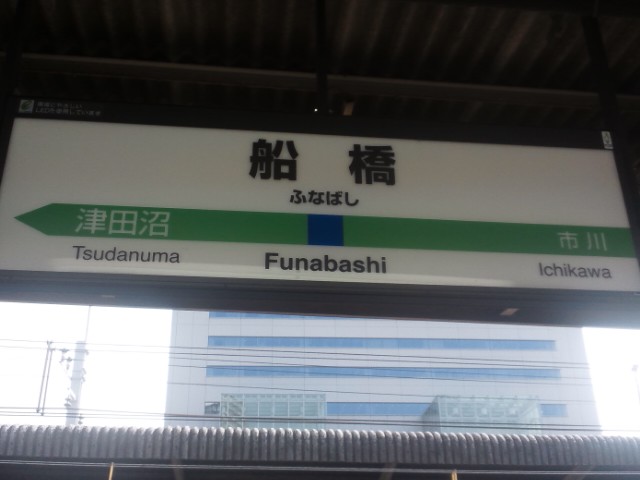 船橋
ふなばし
津田沼
市川
Tsudanuma
Funabashi
Ichikawa